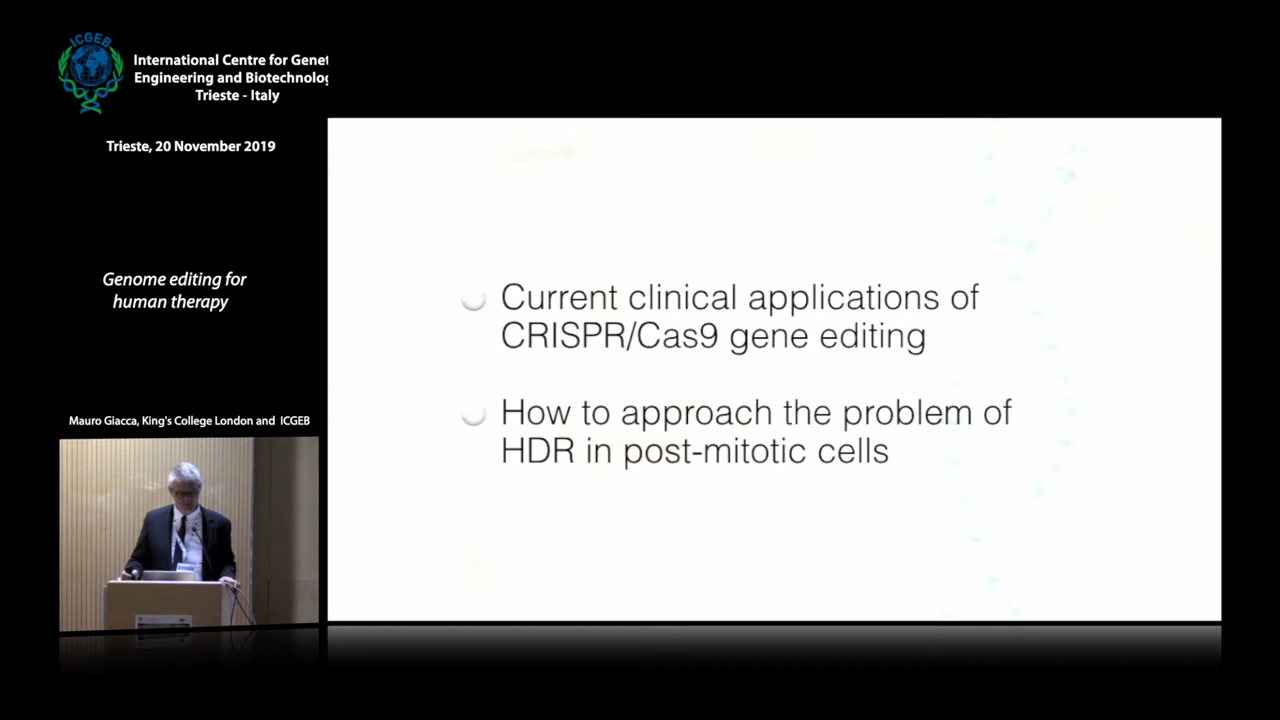 ICGEB
International Centre for Genet
Engineering and Biotechnolog
Trieste - Italy
Trieste, 20 November 2019
Genome editing for
human therapy
Mauro Giacca, King's College London and ICGEB
Current clinical applications of
CRISPR/Cas9 gene editing
How to approach the problem of
HDR in post-mitotic cells